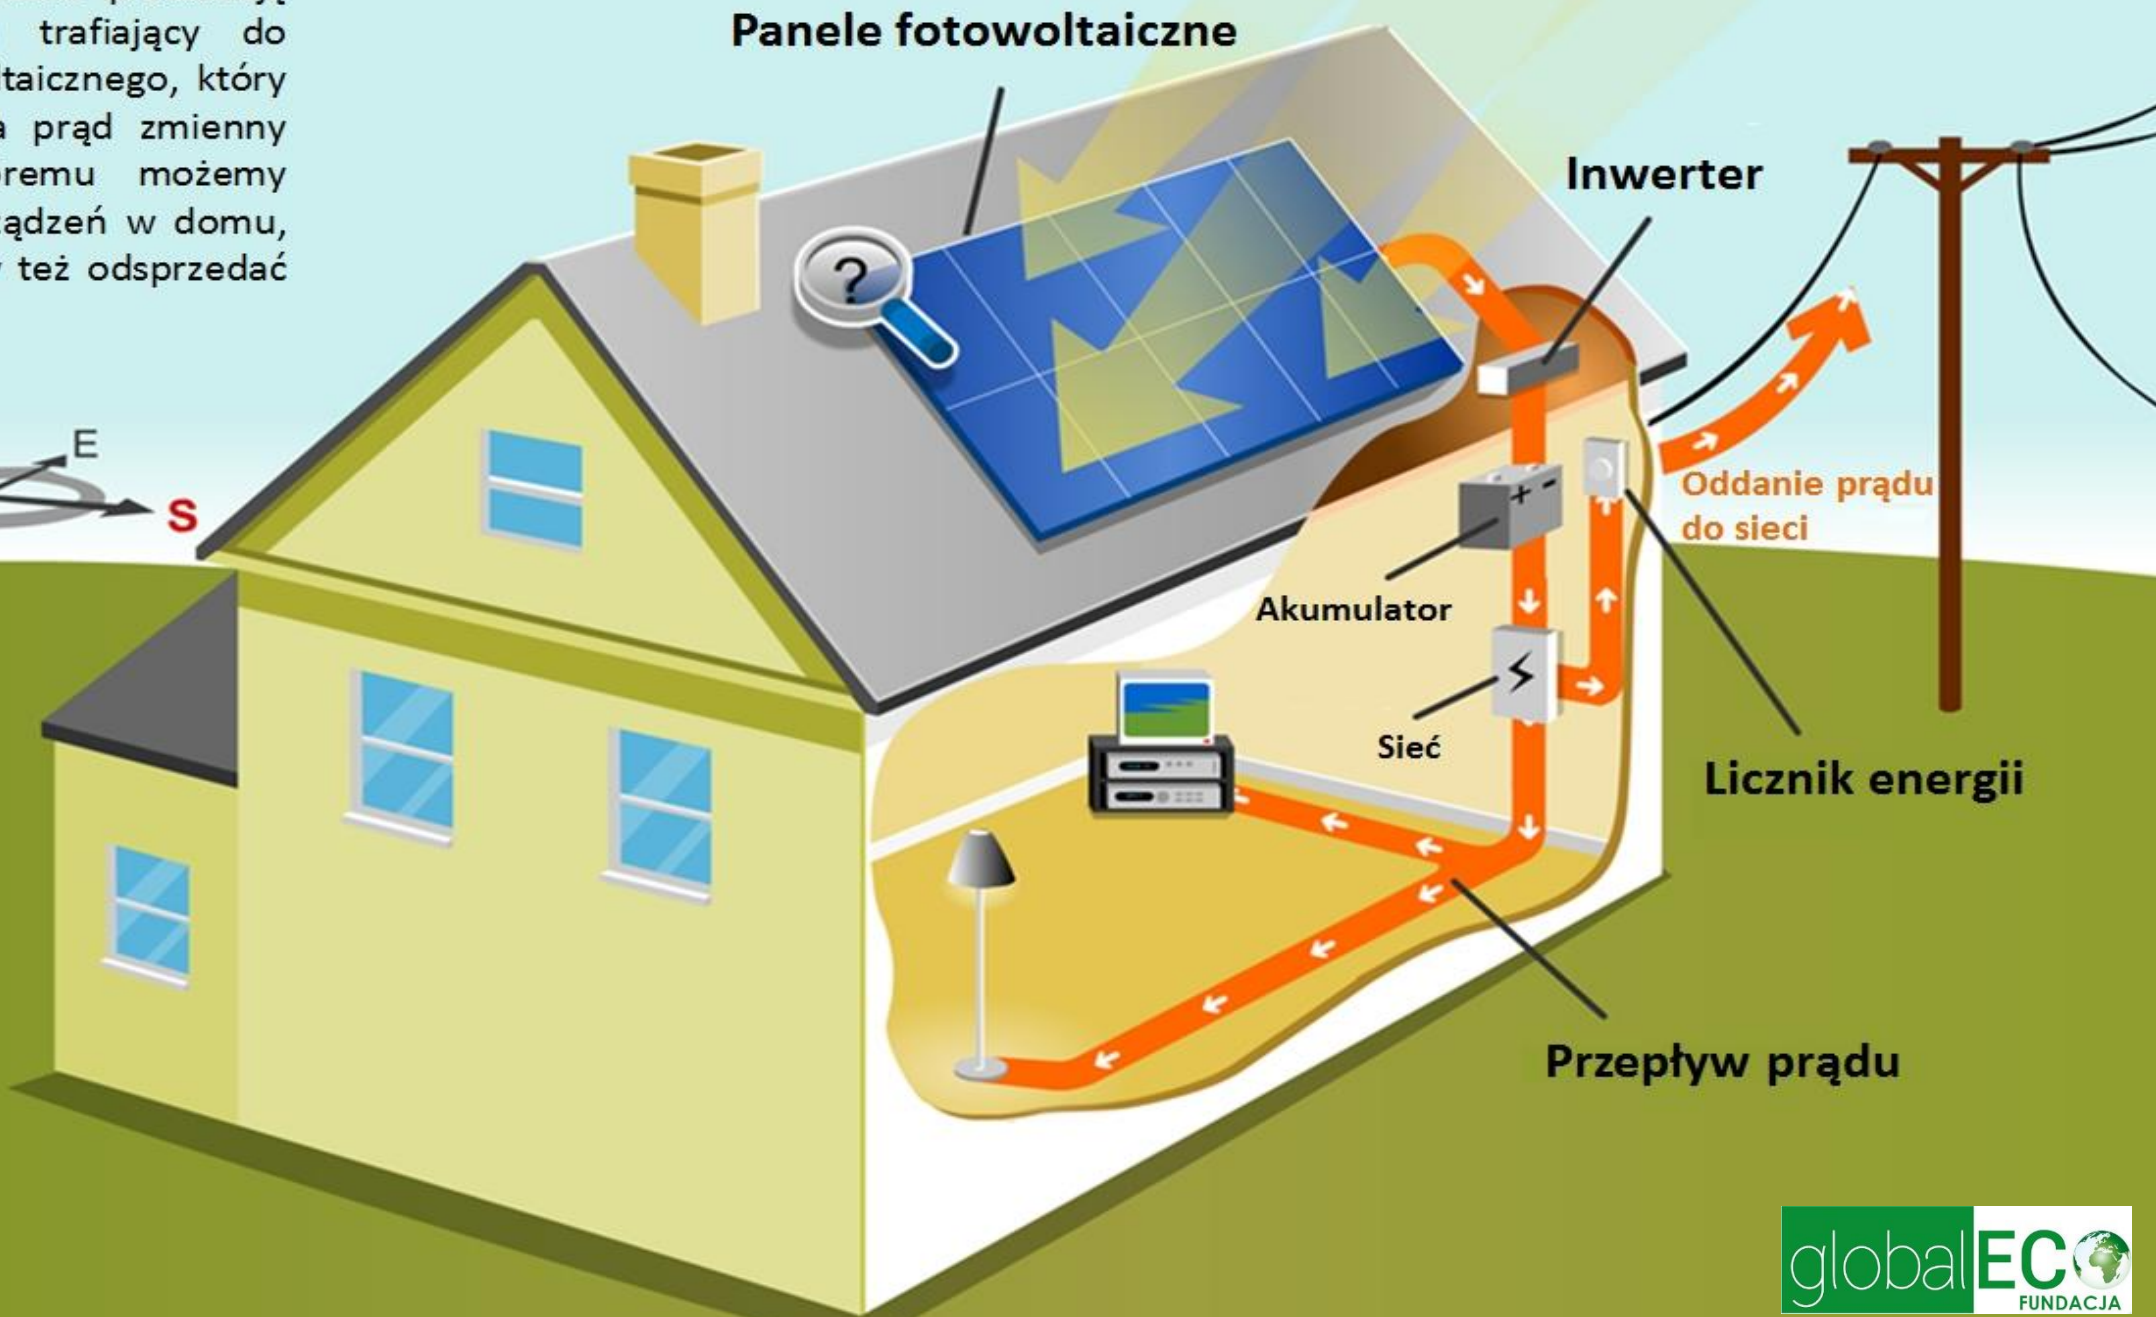 trafiający do
taicznego, który
prąd zmienny
remu możemy
ządzeń w domu,
też odsprzedać
Panele fotowoltaiczne
?
Inwerter
E
S
+ -
Oddanie prądu
do sieci
Akumulator
Sieć
Licznik energii
Przepływ prądu
globalECO
FUNDACJA